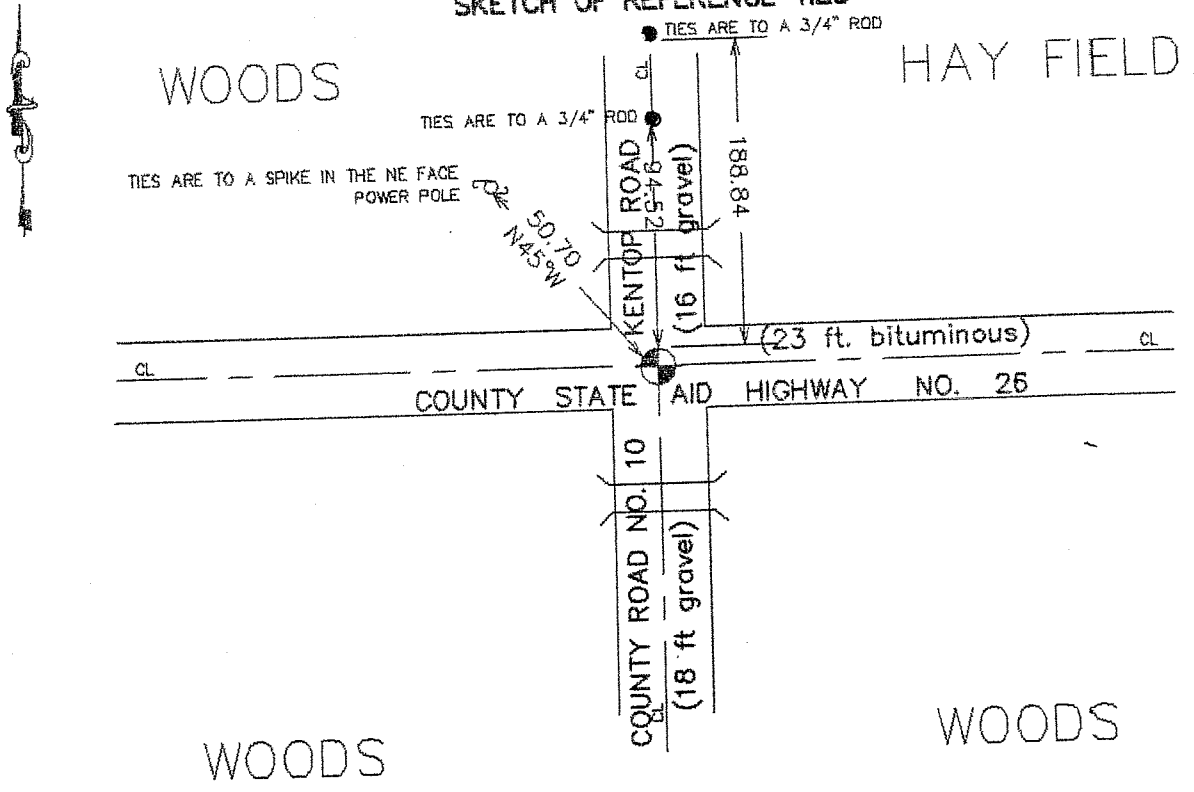 SKETCH OF REFERENCE TIES
TIES ARE TO A 3/4" ROD
WOODS
HAY FIELD
CL
TIES ARE TO A 3/4" ROD
TIES ARE TO A SPIKE IN THE NE FACE
POWER POLE
50.70
N45°W
KENTOP ROAD
94.52
(16 ft gravel)
188.84
(23 ft. bituminous)
CL
CL
COUNTY STATE AID HIGHWAY NO. 26
COUNTY ROAD NO. 10
(18 ft gravel)
CL
WOODS
WOODS